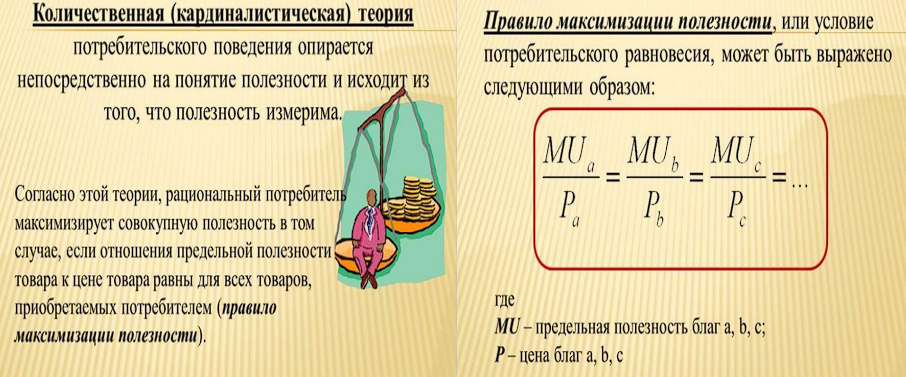 Количественная (кардиналистическая) теория
потребительского поведения опирается
непосредственно на понятие полезности и исходит из
того, что полезность измерима.
Согласно этой теории, рациональный потребитель
максимизирует совокупную полезность в том
случае, если отношения предельной полезности
товара к цене товара равны для всех товаров,
приобретаемых потребителем (правило
максимизации полезности).
Правило максимизации полезности, или условие
потребительского равновесия, может быть выражено
следующими образом:
MU_a / P_a = MU_b / P_b = MU_c / P_c = ...
где
MU – предельная полезность благ a, b, c;
P – цена благ a, b, c